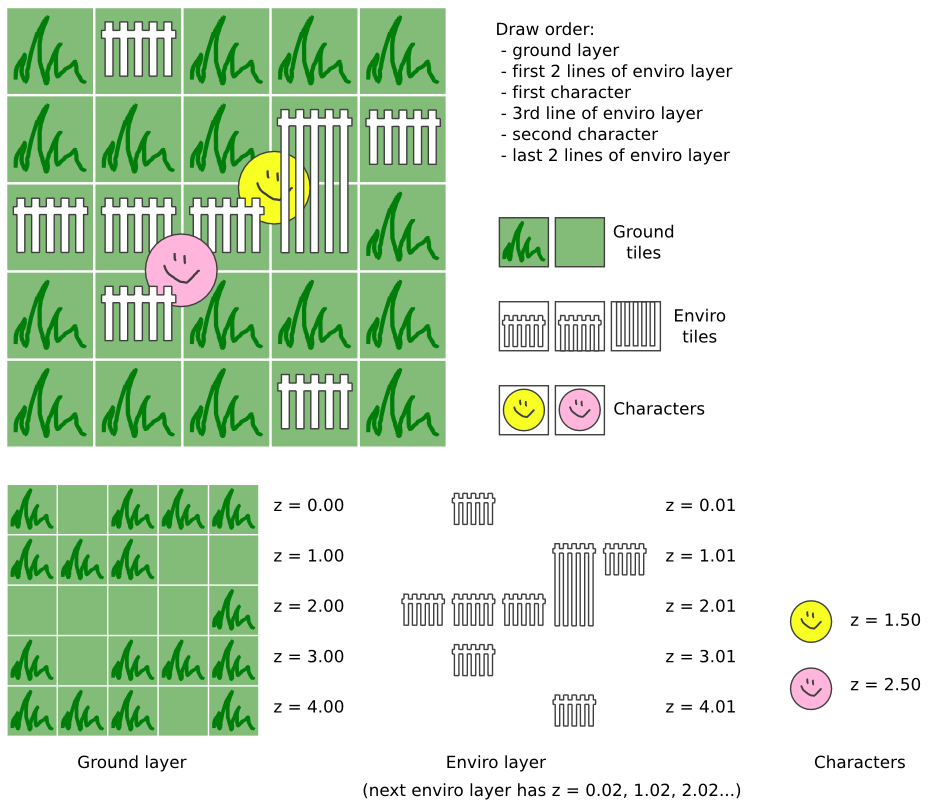 Draw order:
- ground layer
- first 2 lines of enviro layer
- first character
- 3rd line of enviro layer
- second character
- last 2 lines of enviro layer
Ground
tiles
Enviro
tiles
Characters
z = 0.00
z = 0.01
z = 1.00
z = 1.01
z = 2.00
z = 2.01
z = 1.50
z = 3.00
z = 3.01
z = 2.50
z = 4.00
z = 4.01
Ground layer
Enviro layer
Characters
(next enviro layer has z = 0.02, 1.02, 2.02...)